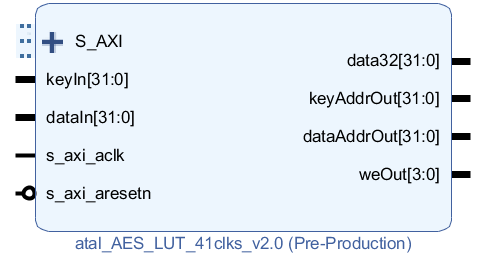 S_AXI
keyIn[31:0]
dataIn[31:0]
s_axi_aclk
s_axi_aresetn
data32[31:0]
keyAddrOut[31:0]
dataAddrOut[31:0]
weOut[3:0]
atal_AES_LUT_41clks_v2.0 (Pre-Production)